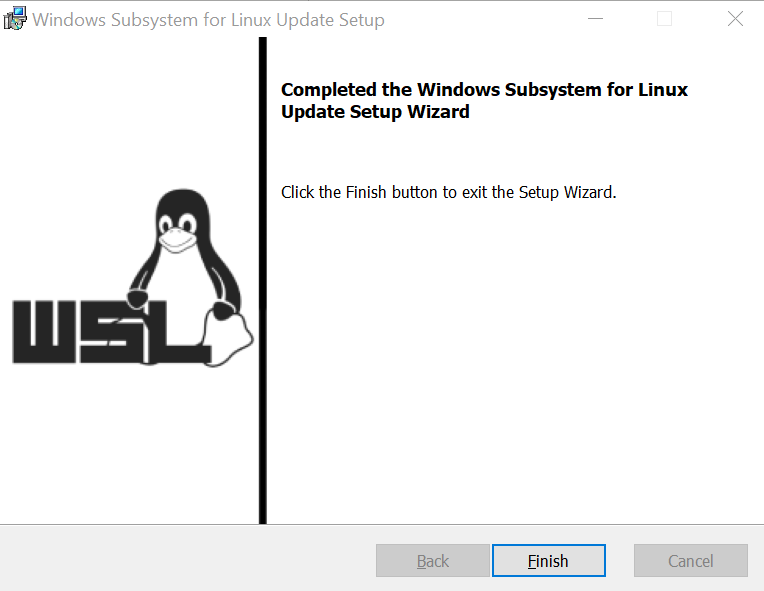 Windows Subsystem for Linux Update Setup
Completed the Windows Subsystem for Linux
Update Setup Wizard
Click the Finish button to exit the Setup Wizard.
WSL
Back
Finish
Cancel